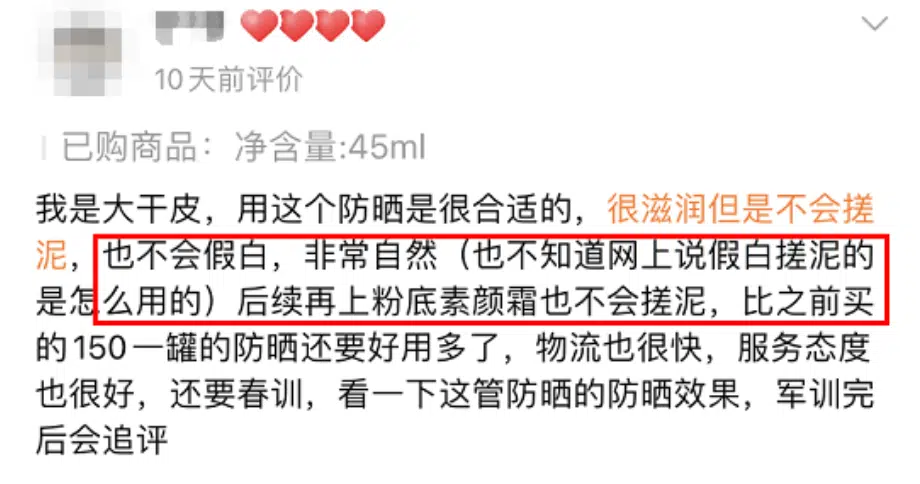 10天前评价
已购商品：净含量:45ml
我是大干皮，用这个防晒是很合适的，很滋润但是不会搓
泥，也不会假白，非常自然（也不知道网上说假白搓泥的
是怎么用的）后续再上粉底素颜霜也不会搓泥，比之前买
的150一罐的防晒还要好用多了，物流也很快，服务态度
也很好，还要春训，看一下这管防晒的防晒效果，军训完
后会追评